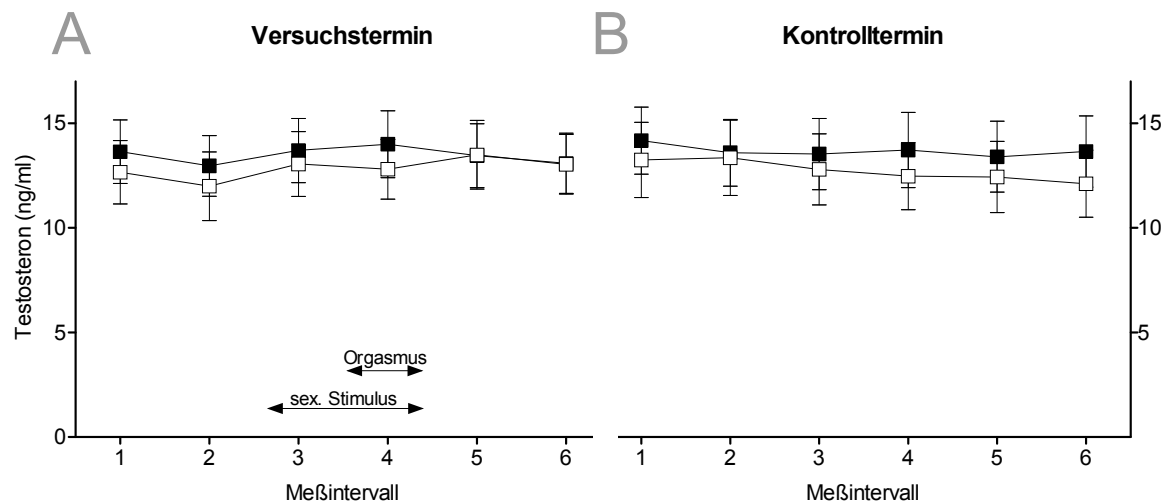 A Versuchstermin
B Kontrolltermin
Testosteron (ng/ml)
15
10
5
0
Orgasmus
sex. Stimulus
1 2 3 4 5 6
Meßintervall
15
10
5
1 2 3 4 5 6
Meßintervall